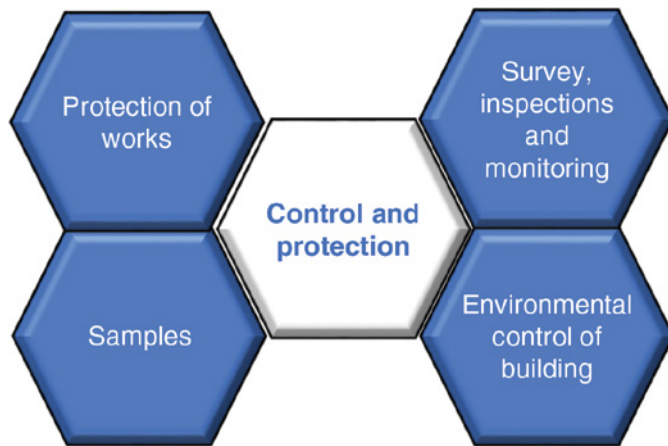 Protection of
works
Survey,
inspections
and
monitoring
Control and
protection
Samples
Environmental
control of
building